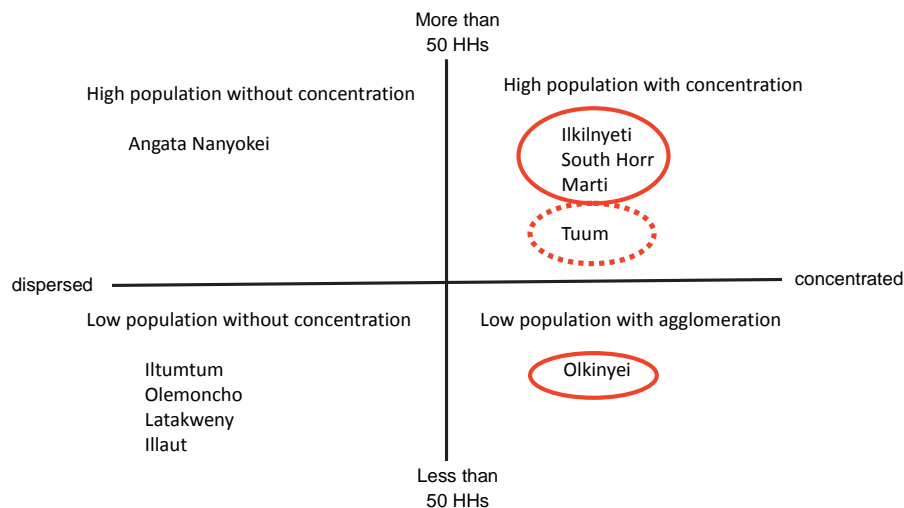 More than
50 HHs
High population without concentration
High population with concentration
Angata Nanyokei
Ilkilnyeti
South Horr
Marti
Tuum
dispersed
concentrated
Low population without concentration
Low population with agglomeration
Iltumtum
Olemoncho
Latakweny
Illaut
Olkinyei
Less than
50 HHs